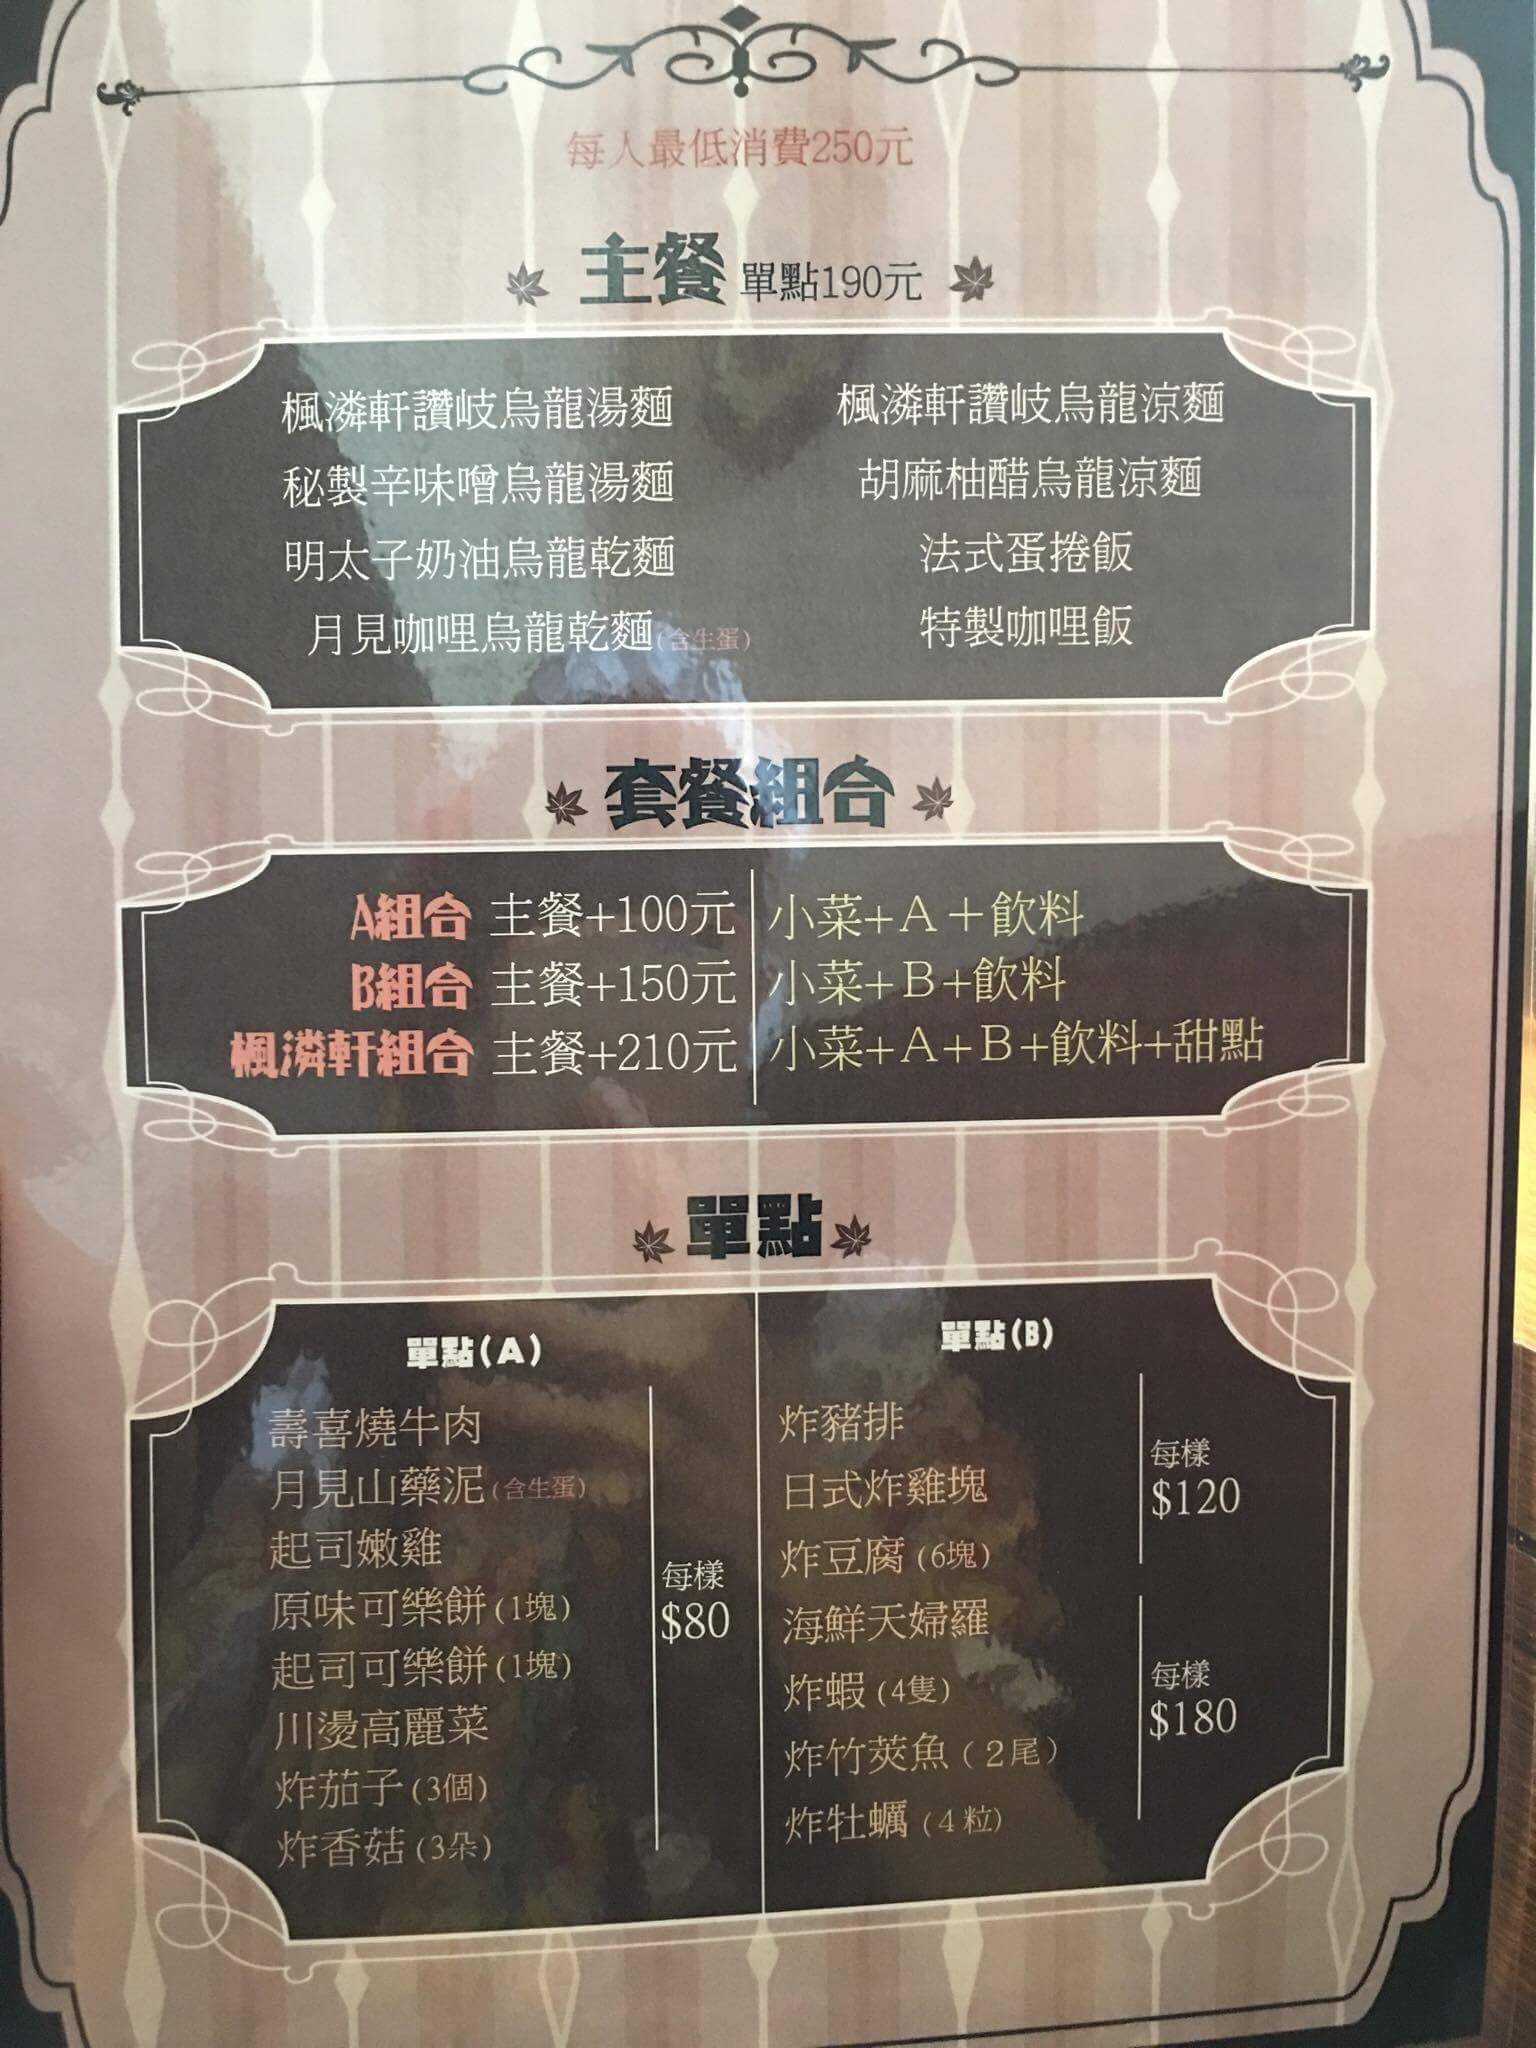 每人最低消費250元
主餐 單點190元
楓潾軒讚岐烏龍湯麵
秘製辛味噌烏龍湯麵
明太子奶油烏龍乾麵
月見咖哩烏龍乾麵(含生蛋)
楓潾軒讚岐烏龍涼麵
胡麻柚醋烏龍涼麵
法式蛋捲飯
特製咖哩飯
套餐組合
A組合 主餐+100元 小菜+A+飲料
B組合 主餐+150元 小菜+B+飲料
楓潾軒組合 主餐+210元 小菜+A+B+飲料+甜點
單點
單點(A)
壽喜燒牛肉
月見山藥泥(含生蛋)
起司嫩雞
原味可樂餅(1塊)
起司可樂餅(1塊)
川燙高麗菜
炸茄子(3個)
炸香菇(3朵)
每樣
$80
單點(B)
炸豬排
日式炸雞塊
炸豆腐(6塊)
每樣
$120
海鮮天婦羅
炸蝦(4隻)
炸竹莢魚(2尾)
炸牡蠣(4粒)
每樣
$180